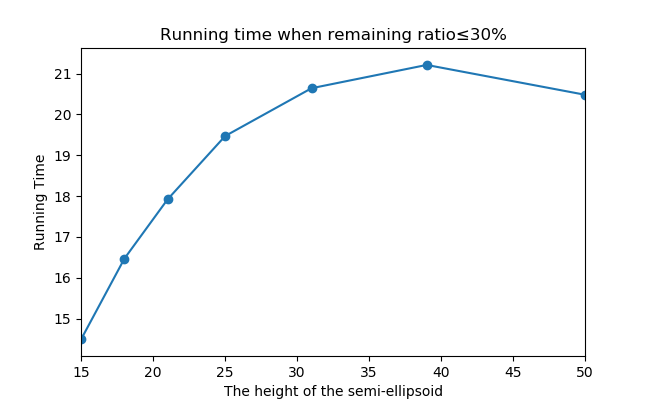 Running time when remaining ratio≤30%
Running Time
21
20
19
18
17
16
15
15 20 25 30 35 40 45 50
The height of the semi-ellipsoid